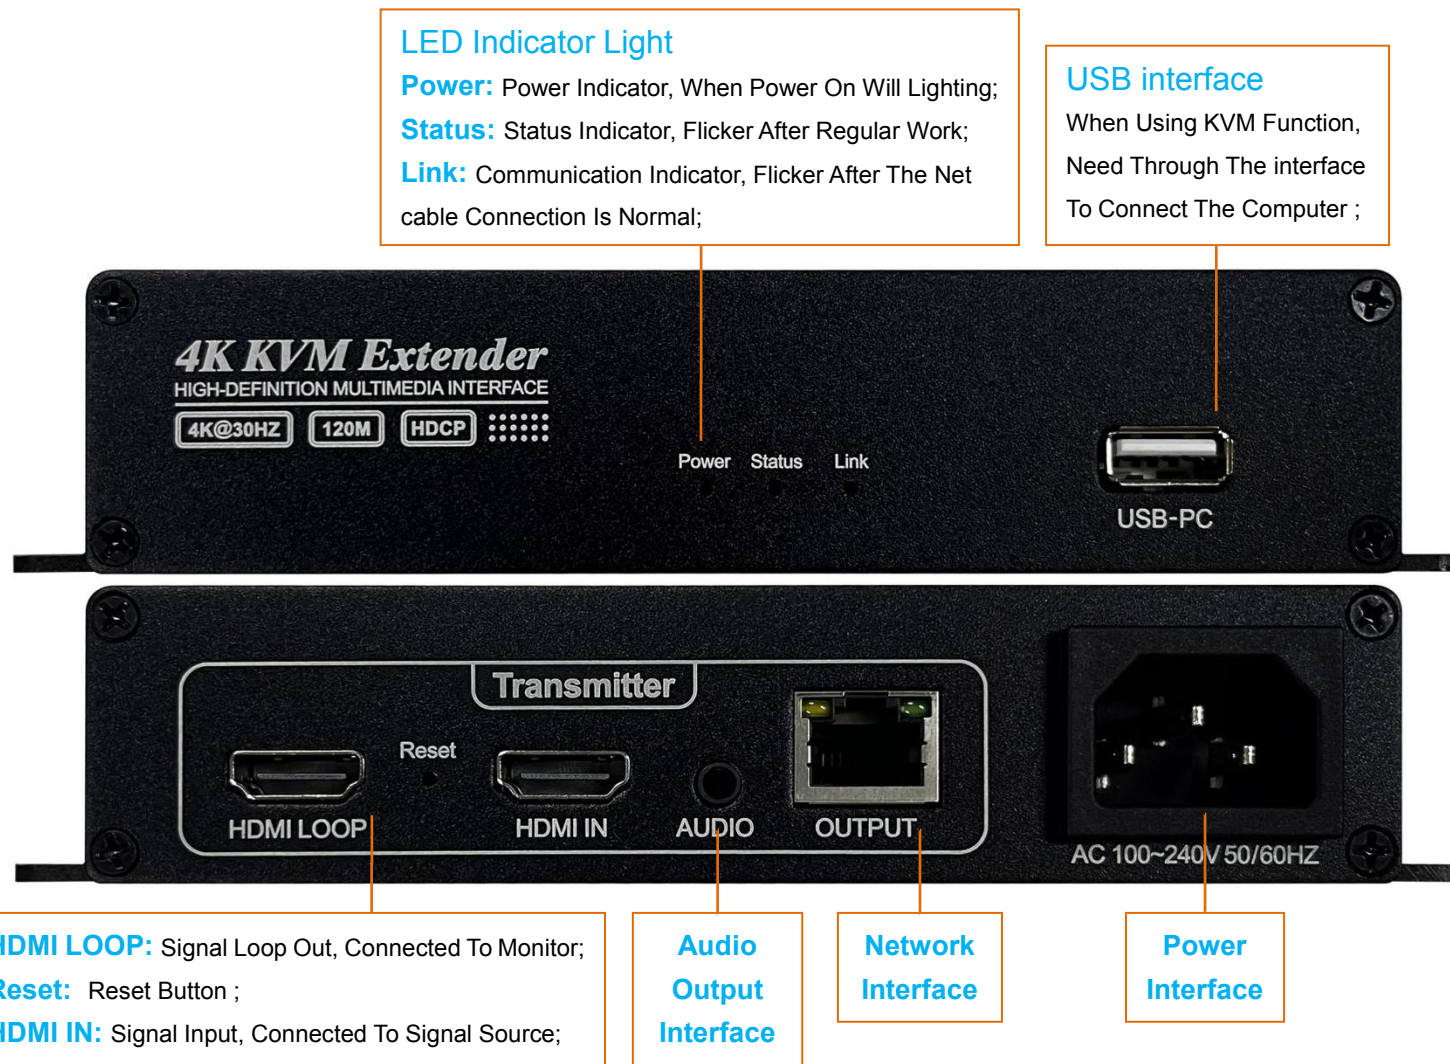 LED Indicator Light
Power: Power Indicator, When Power On Will Lighting;
Status: Status Indicator, Flicker After Regular Work;
Link: Communication Indicator, Flicker After The Net
cable Connection Is Normal;
USB interface
When Using KVM Function,
Need Through The interface
To Connect The Computer ;
4K KVM Extender
HIGH-DEFINITION MULTIMEDIA INTERFACE
4K@30HZ 120M HDCP
Power Status Link
USB-PC
Transmitter
Reset
HDMI LOOP HDMI IN AUDIO OUTPUT
AC 100~240V 50/60HZ
HDMI LOOP: Signal Loop Out, Connected To Monitor;
Reset: Reset Button ;
HDMI IN: Signal Input, Connected To Signal Source;
Audio
Output
Interface
Network
Interface
Power
Interface